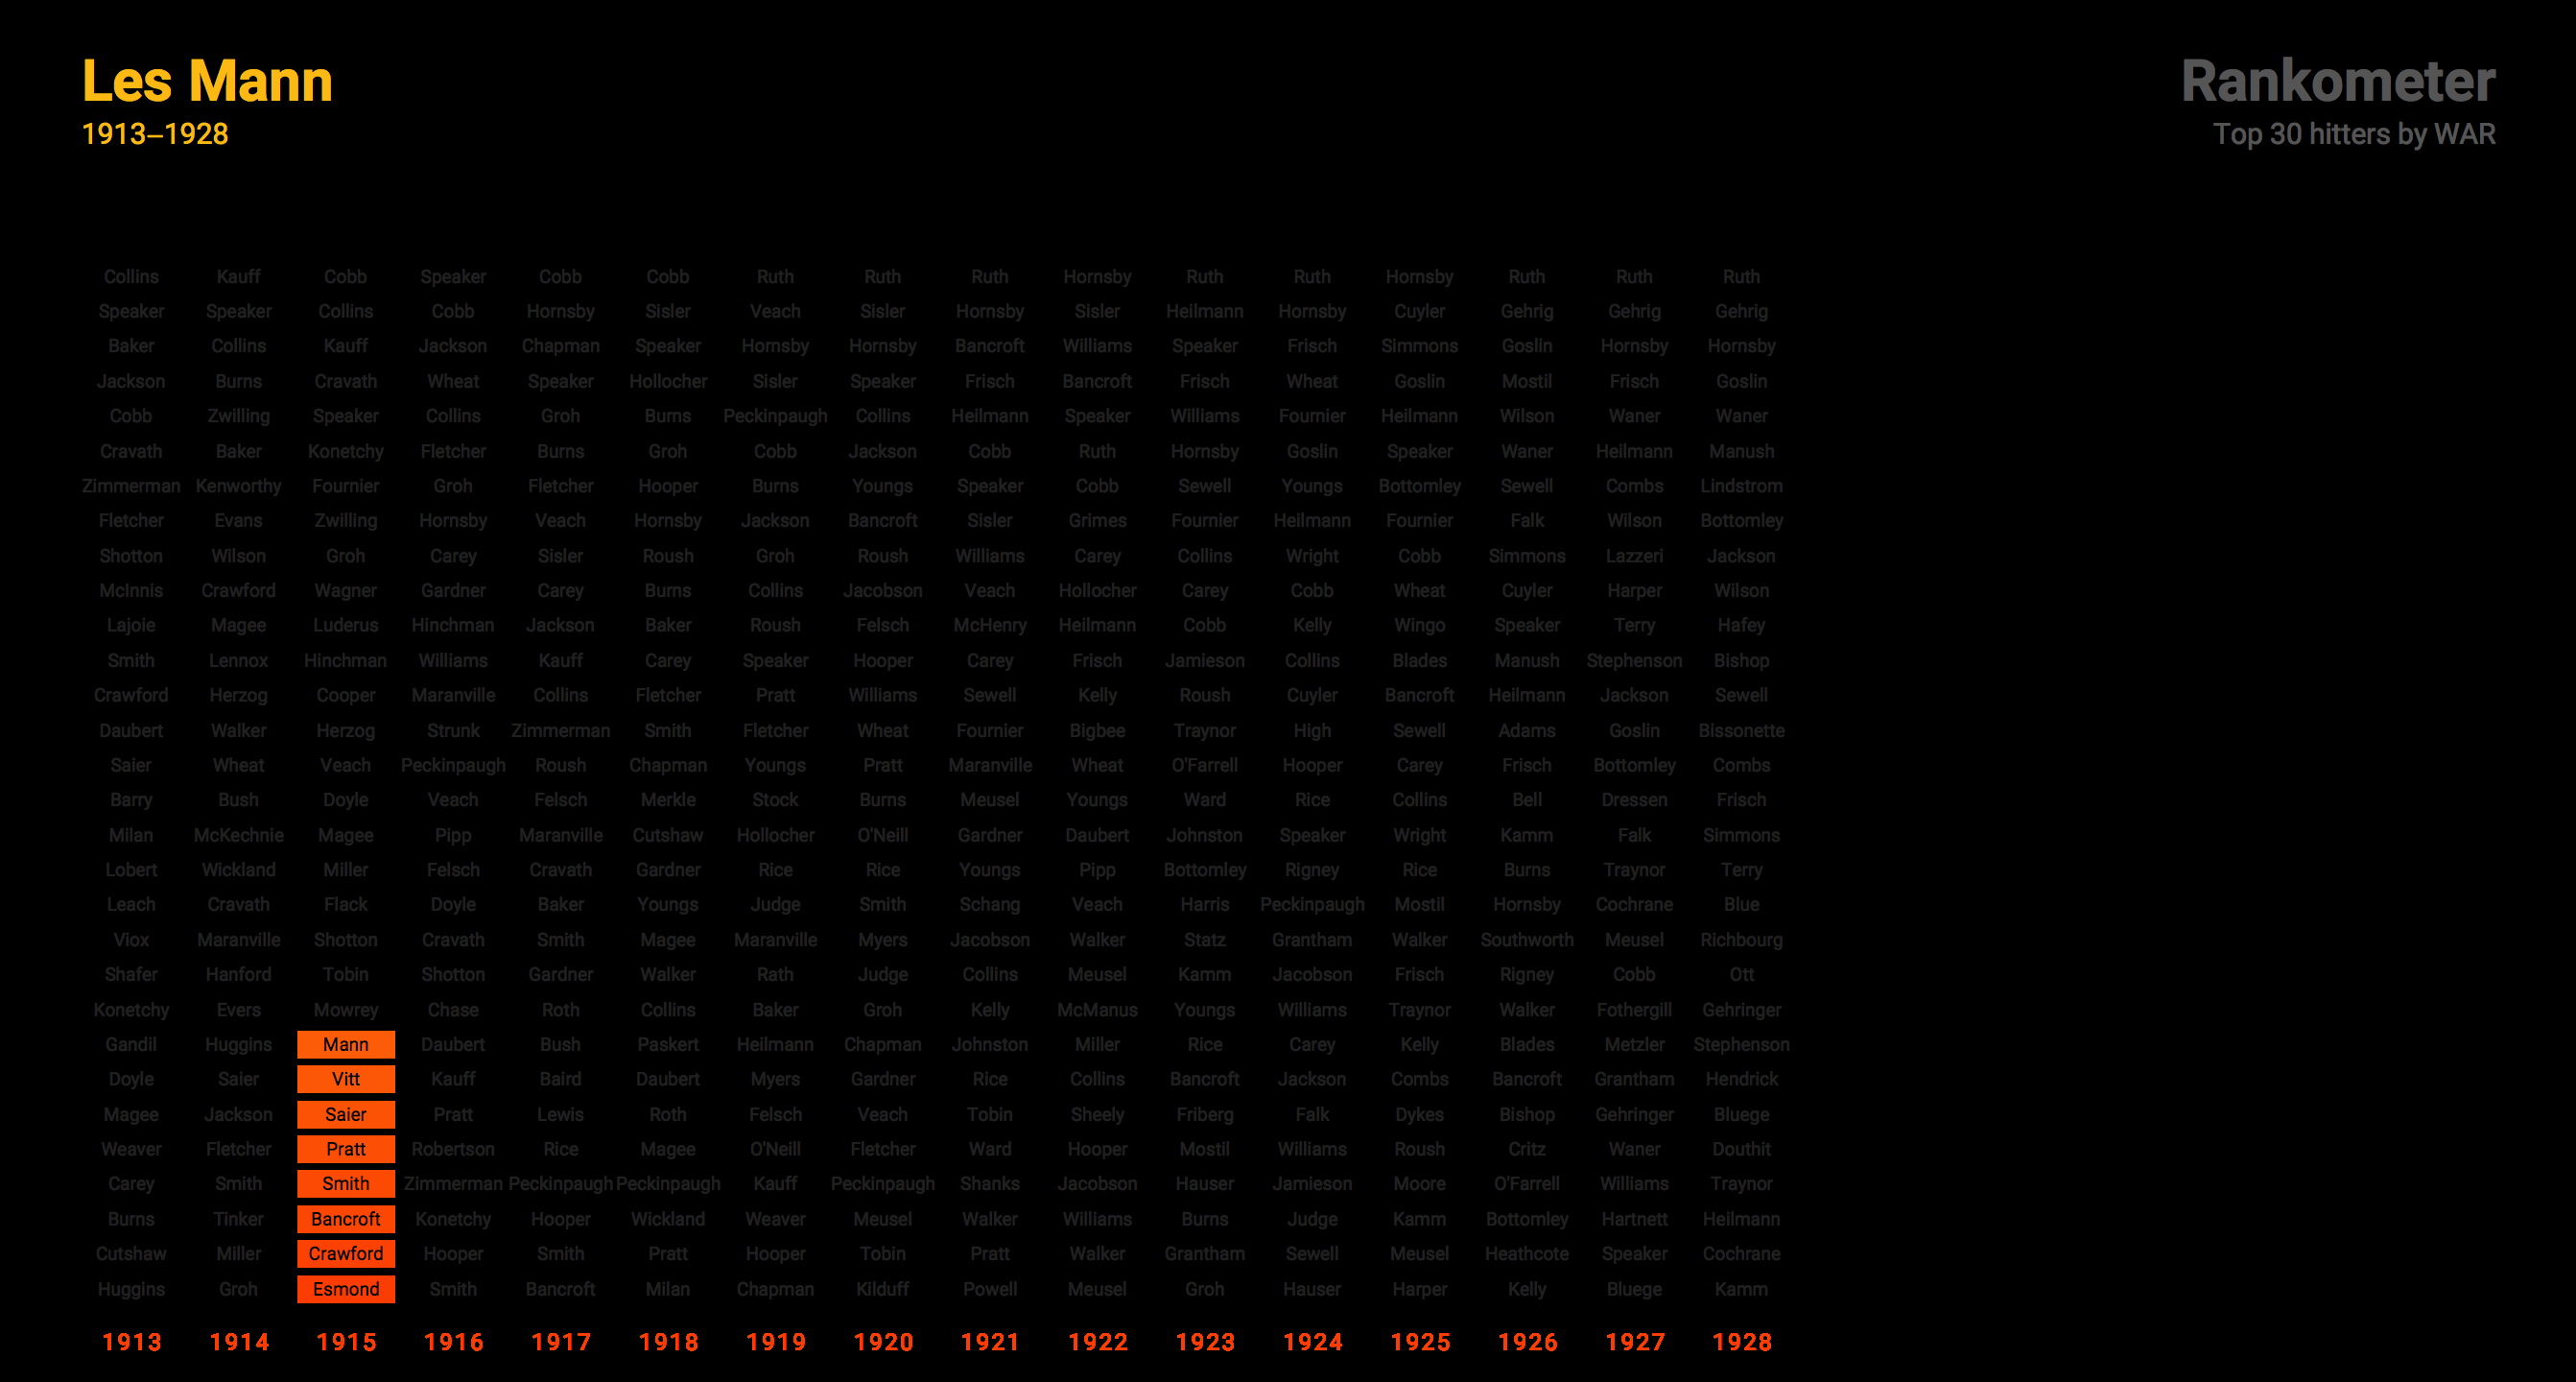 Les Mann
1913–1928
Rankometer
Top 30 hitters by WAR
Collins Kauff Cobb Speaker Cobb Cobb Ruth Ruth Ruth Hornsby Ruth Ruth Hornsby Ruth Ruth Ruth
Speaker Speaker Collins Cobb Hornsby Sisler Veach Sisler Hornsby Sisler Heilmann Hornsby Cuyler Gehrig Gehrig Gehrig
Baker Collins Kauff Jackson Chapman Speaker Hornsby Hornsby Bancroft Williams Speaker Frisch Simmons Goslin Hornsby Hornsby
Jackson Burns Cravath Wheat Speaker Hollocher Sisler Speaker Frisch Bancroft Frisch Wheat Goslin Mostil Frisch Goslin
Cobb Zwilling Speaker Collins Groh Burns Peckinpaugh Collins Heilmann Speaker Williams Fournier Heilmann Wilson Waner Waner
Cravath Baker Konetchy Fletcher Burns Groh Cobb Jackson Cobb Ruth Hornsby Goslin Speaker Waner Heilmann Manush
Zimmerman Kenworthy Fournier Groh Fletcher Hooper Burns Youngs Speaker Cobb Sewell Youngs Bottomley Sewell Combs Lindstrom
Fletcher Evans Zwilling Hornsby Veach Hornsby Jackson Bancroft Sisler Grimes Fournier Heilmann Fournier Falk Wilson Bottomley
Shotton Wilson Groh Carey Sisler Roush Groh Roush Williams Carey Collins Wright Cobb Simmons Lazzeri Jackson
McInnis Crawford Wagner Gardner Carey Burns Collins Jacobson Veach Hollocher Carey Cobb Wheat Cuyler Harper Wilson
Lajoie Magee Luderus Hinchman Jackson Baker Roush Felsch McHenry Heilmann Cobb Kelly Wingo Speaker Terry Hafey
Smith Lennox Hinchman Williams Kauff Carey Speaker Hooper Carey Frisch Jamieson Collins Blades Manush Stephenson Bishop
Crawford Herzog Cooper Maranville Collins Fletcher Pratt Williams Sewell Kelly Roush Cuyler Bancroft Heilmann Jackson Sewell
Daubert Walker Herzog Strunk Zimmerman Smith Fletcher Wheat Fournier Bigbee Traynor High Sewell Adams Goslin Bissonette
Saier Wheat Veach Peckinpaugh Roush Chapman Youngs Pratt Maranville Wheat O'Farrell Hooper Carey Frisch Bottomley Combs
Barry Bush Doyle Veach Felsch Merkle Stock Burns Meusel Youngs Ward Rice Collins Bell Dressen Frisch
Milan McKechnie Magee Pipp Maranville Cutshaw Hollocher O'Neill Gardner Daubert Johnston Speaker Wright Kamm Falk Simmons
Lobert Wickland Miller Felsch Cravath Gardner Rice Rice Youngs Pipp Bottomley Rigney Rice Burns Traynor Terry
Leach Cravath Flack Doyle Baker Youngs Judge Smith Schang Veach Harris Peckinpaugh Mostil Hornsby Cochrane Blue
Viox Maranville Shotton Cravath Smith Magee Maranville Myers Jacobson Walker Statz Grantham Walker Southworth Meusel Richbourg
Shafer Hanford Tobin Shotton Gardner Walker Rath Judge Collins Meusel Kamm Jacobson Frisch Rigney Cobb Ott
Konetchy Evers Mowrey Chase Roth Collins Baker Groh Kelly McManus Youngs Williams Traynor Walker Fothergill Gehringer
Gandil Huggins Mann Daubert Bush Paskert Heilmann Chapman Johnston Miller Rice Carey Kelly Blades Metzler Stephenson
Doyle Saier Vitt Kauff Baird Daubert Myers Gardner Rice Collins Bancroft Jackson Combs Bancroft Grantham Hendrick
Magee Jackson Saier Pratt Lewis Roth Felsch Veach Tobin Sheely Friberg Falk Dykes Bishop Gehringer Bluege
Weaver Fletcher Pratt Robertson Rice Magee O'Neill Fletcher Ward Hooper Mostil Williams Roush Critz Waner Douthit
Carey Smith Smith Zimmerman Peckinpaugh Peckinpaugh Kauff Peckinpaugh Shanks Jacobson Hauser Jamieson Moore O'Farrell Williams Traynor
Burns Tinker Bancroft Konetchy Hooper Wickland Weaver Meusel Walker Williams Burns Judge Kamm Bottomley Hartnett Heilmann
Cutshaw Miller Crawford Hooper Smith Pratt Hooper Tobin Pratt Walker Grantham Sewell Meusel Heathcote Speaker Cochrane
Huggins Groh Esmond Smith Bancroft Milan Chapman Kilduff Powell Meusel Groh Hauser Harper Kelly Bluege Kamm
1913 1914 1915 1916 1917 1918 1919 1920 1921 1922 1923 1924 1925 1926 1927 1928